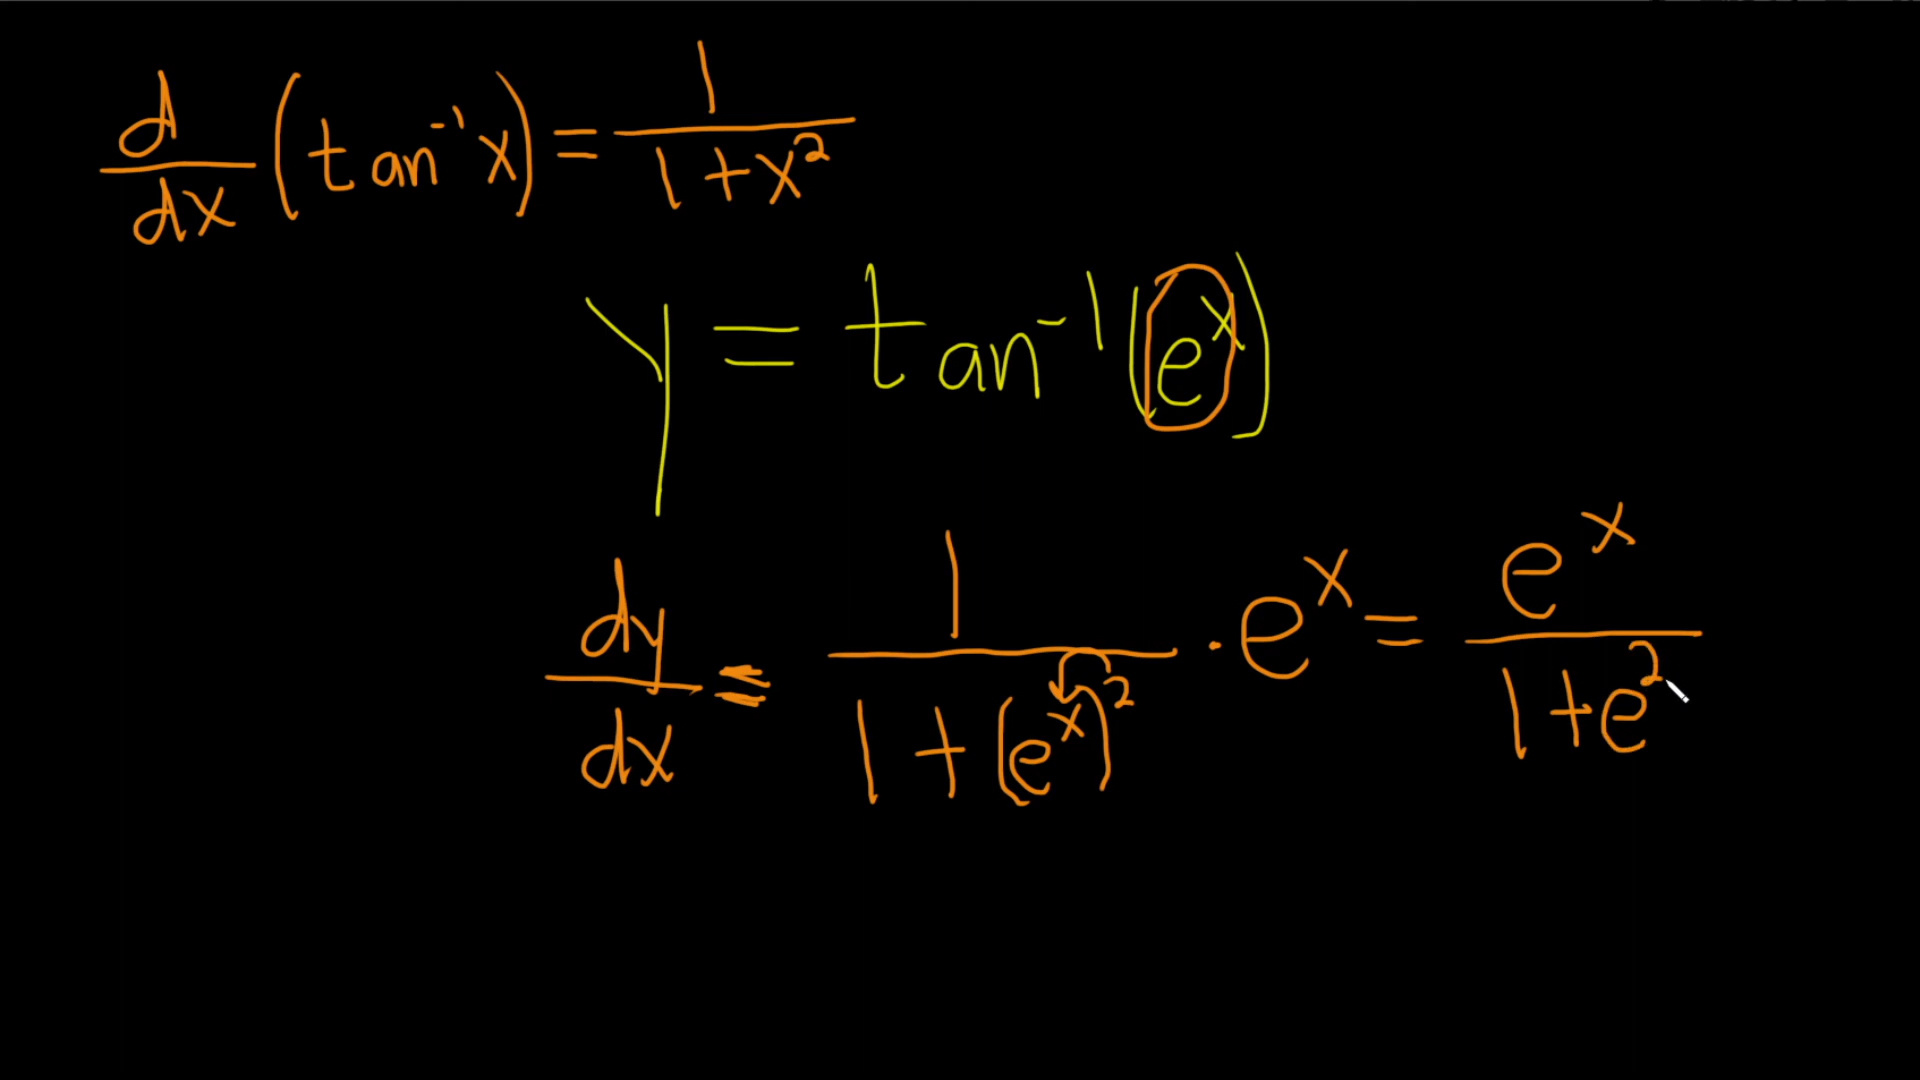 d/dx (tan⁻¹x) = 1/(1+x²)
y = tan⁻¹(eˣ)
dy/dx = 1/(1+(eˣ)²) · eˣ = eˣ/(1+e²)